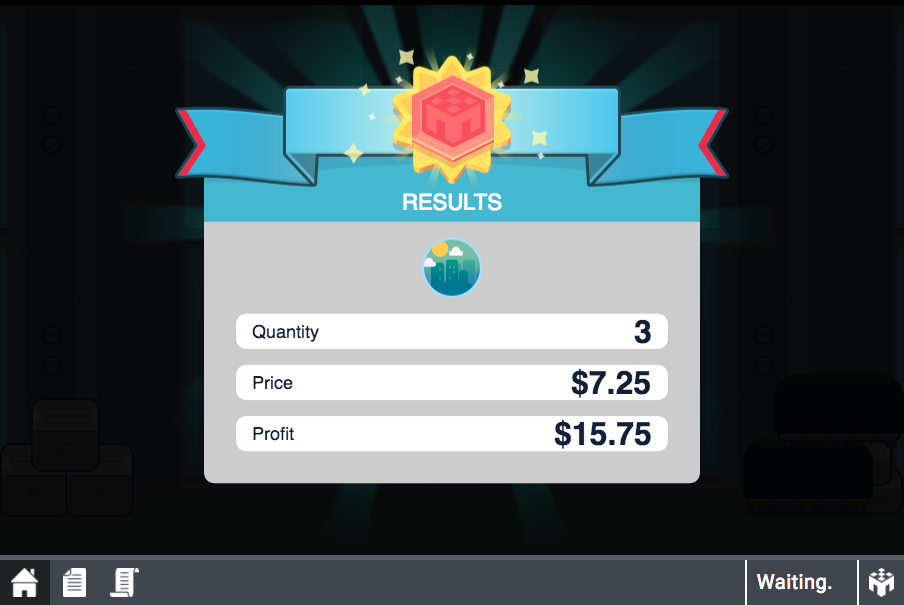 RESULTS
Quantity 3
Price $7.25
Profit $15.75
Waiting.